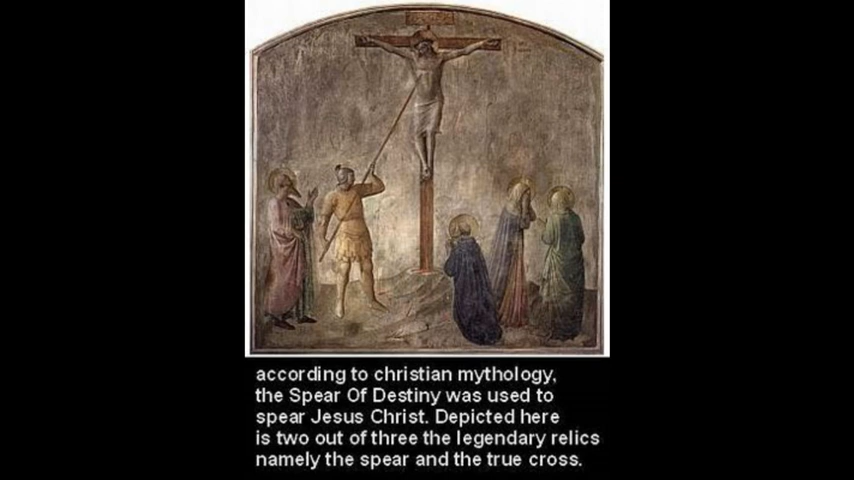 according to christian mythology,
the Spear Of Destiny was used to
spear Jesus Christ. Depicted here
is two out of three the legendary relics
namely the spear and the true cross.